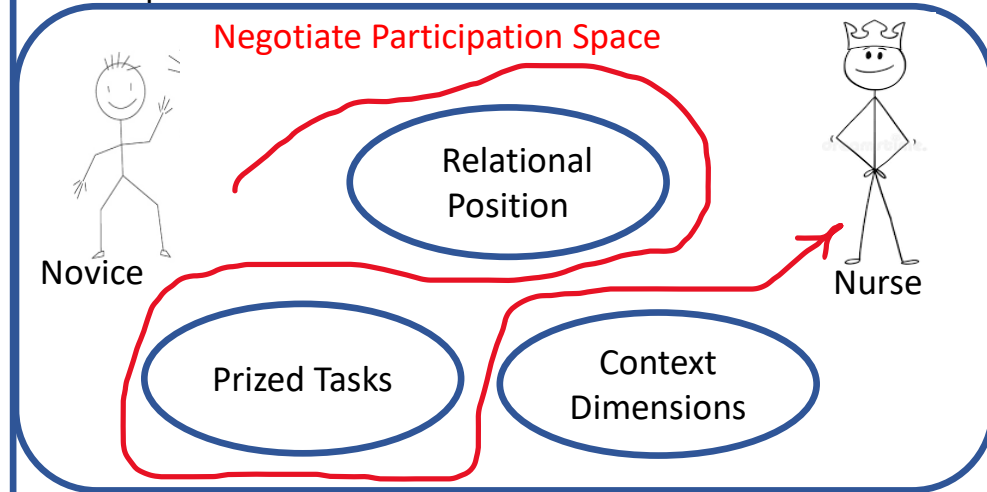 Negotiate Participation Space
Relational
Position
Novice
Nurse
Prized Tasks
Context
Dimensions